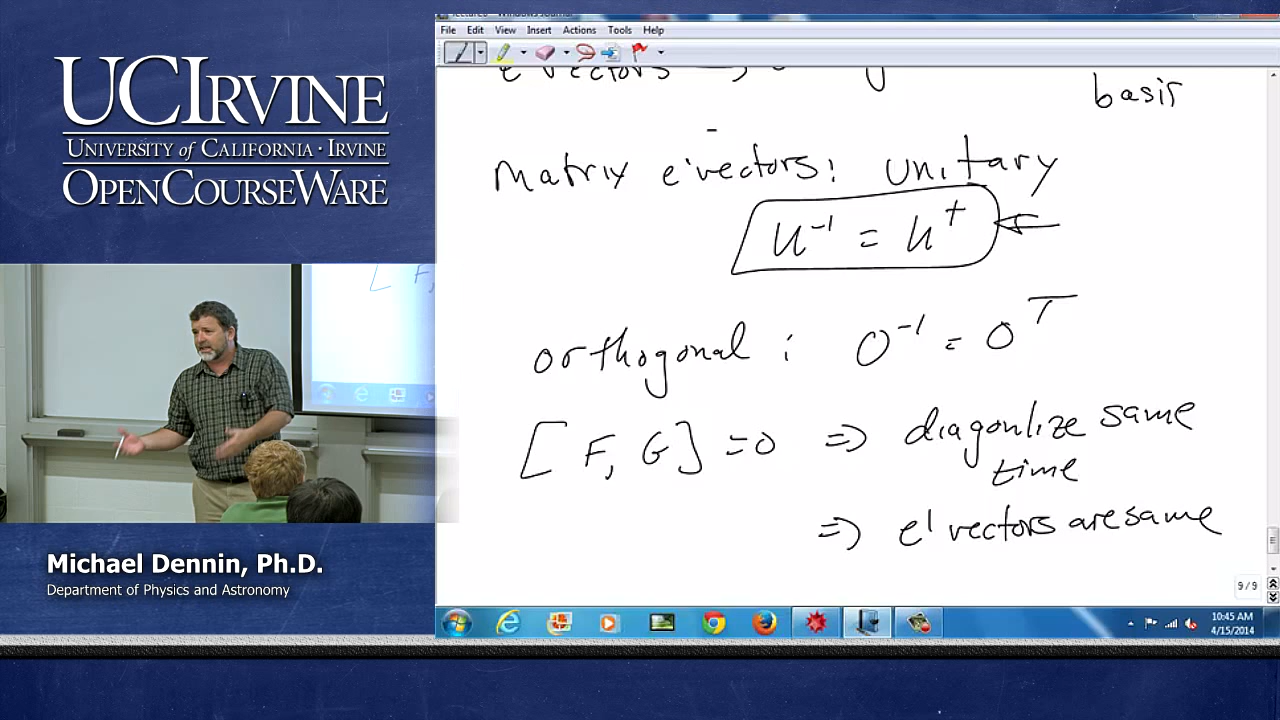 UCIRVINE
UNIVERSITY of CALIFORNIA · IRVINE
OPENCOURSEWARE
[ F,
Michael Dennin, Ph.D.
Department of Physics and Astronomy
File Edit View Insert Actions Tools Help
e'vectors ⇒
basis
Matrix e'vectors: unitary
U⁻¹ = U†
orthogonal : O⁻¹ = O^T
[ F, G ] = 0 ⇒ diagonlize same
time
⇒ e'vectors are same
9 / 9
10:45 AM
4/15/2014